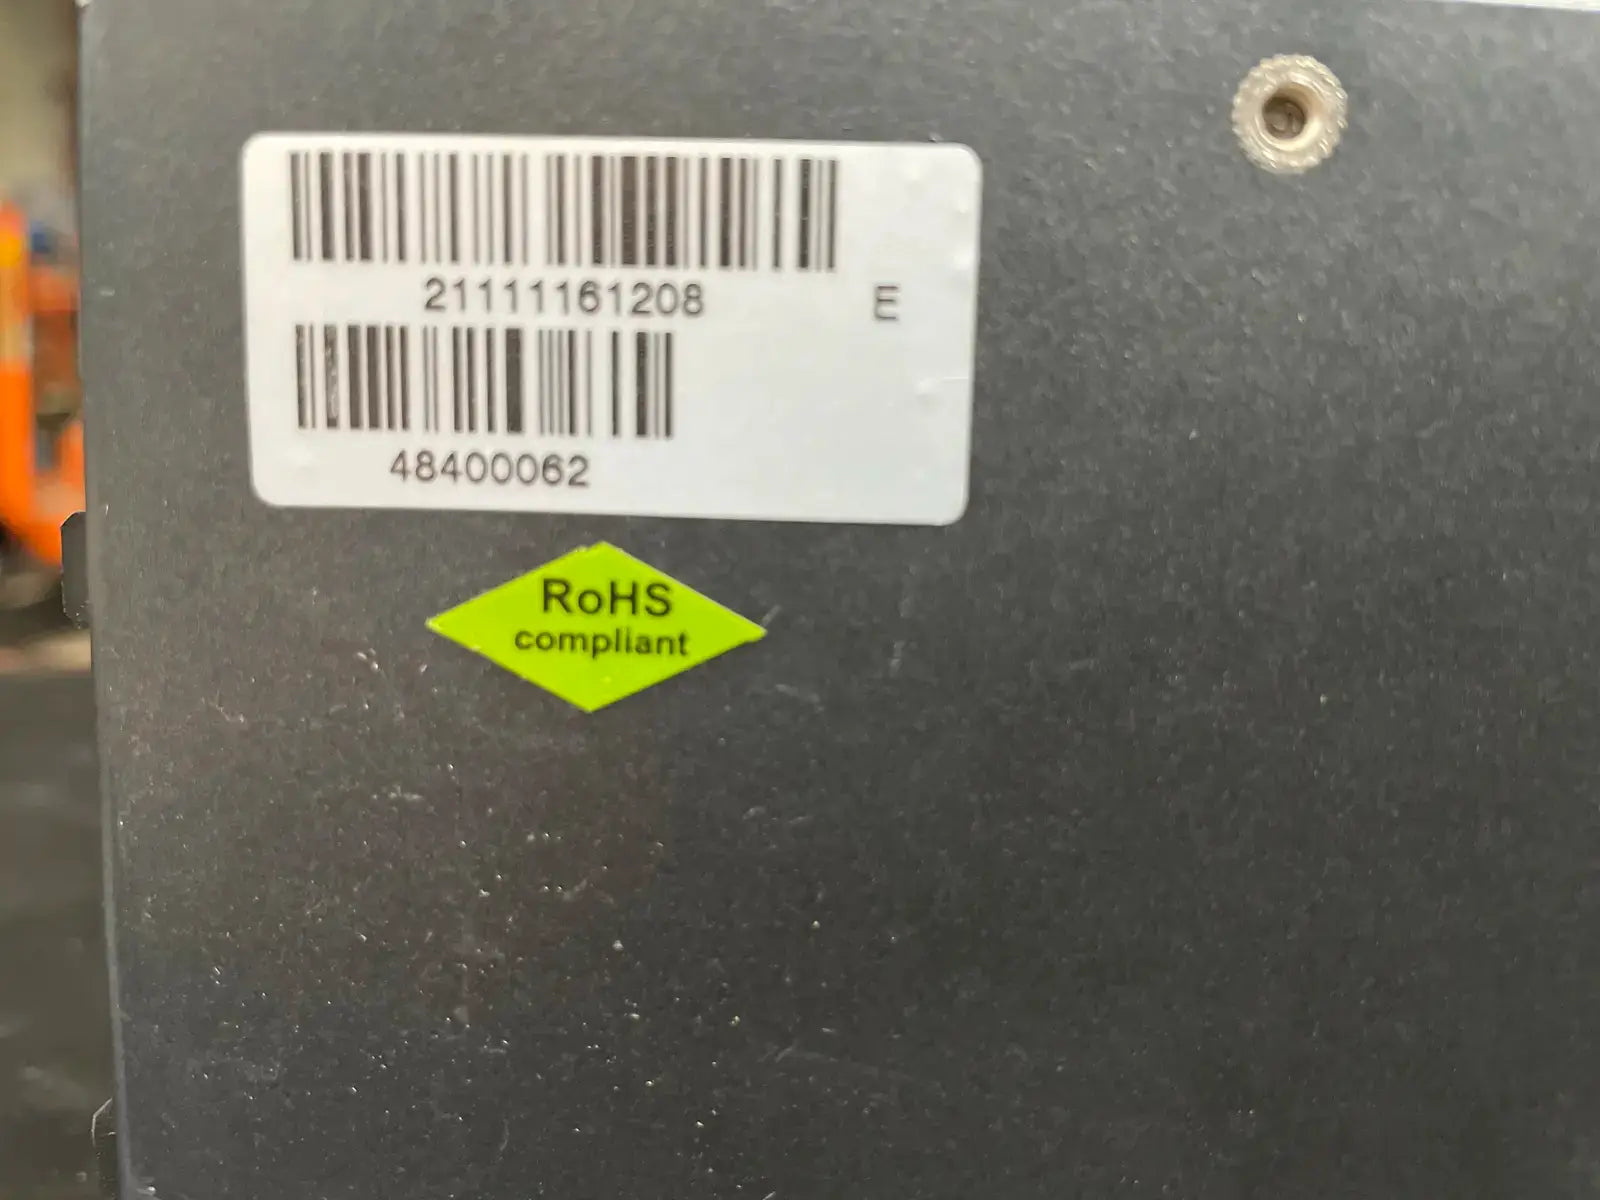 21111161208
E
48400062
RoHS
compliant